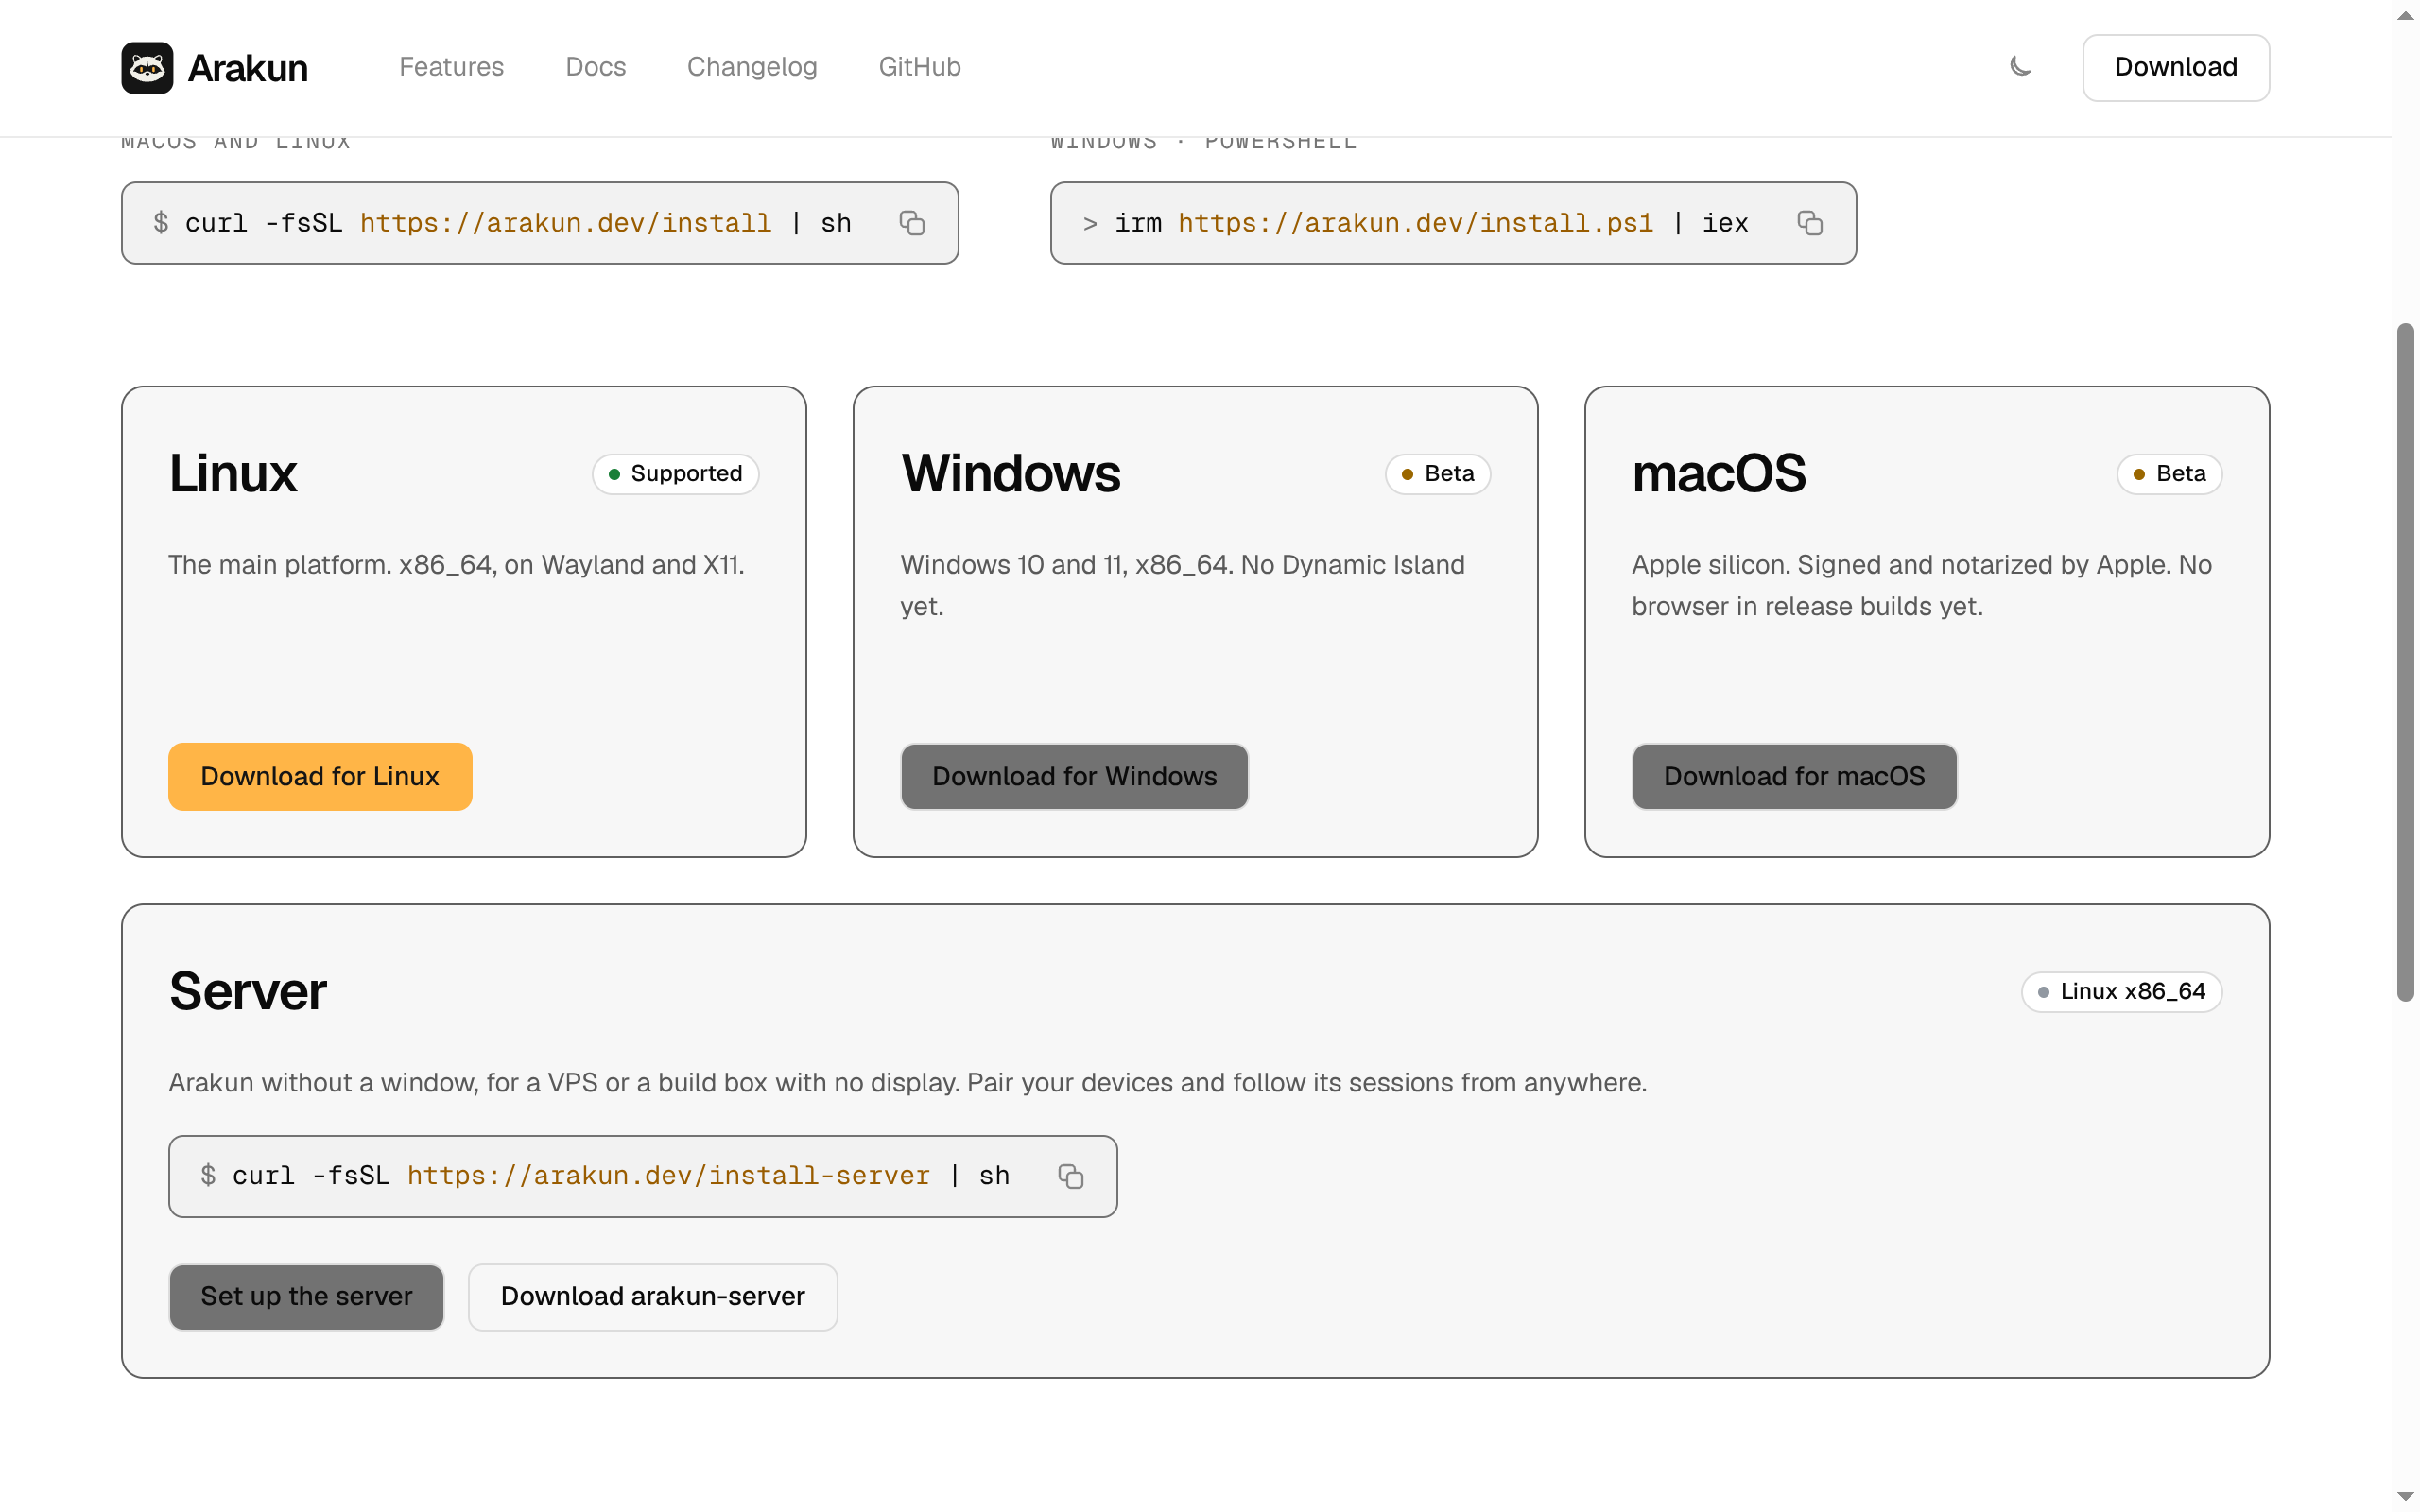 Arakun
Features
Docs
Changelog
GitHub
Download
MACOS AND LINUX
WINDOWS · POWERSHELL
$ curl -fsSL https://arakun.dev/install | sh
> irm https://arakun.dev/install.ps1 | iex
Linux
Supported
The main platform. x86_64, on Wayland and X11.
Download for Linux
Windows
Beta
Windows 10 and 11, x86_64. No Dynamic Island
yet.
Download for Windows
macOS
Beta
Apple silicon. Signed and notarized by Apple. No
browser in release builds yet.
Download for macOS
Server
Linux x86_64
Arakun without a window, for a VPS or a build box with no display. Pair your devices and follow its sessions from anywhere.
$ curl -fsSL https://arakun.dev/install-server | sh
Set up the server
Download arakun-server